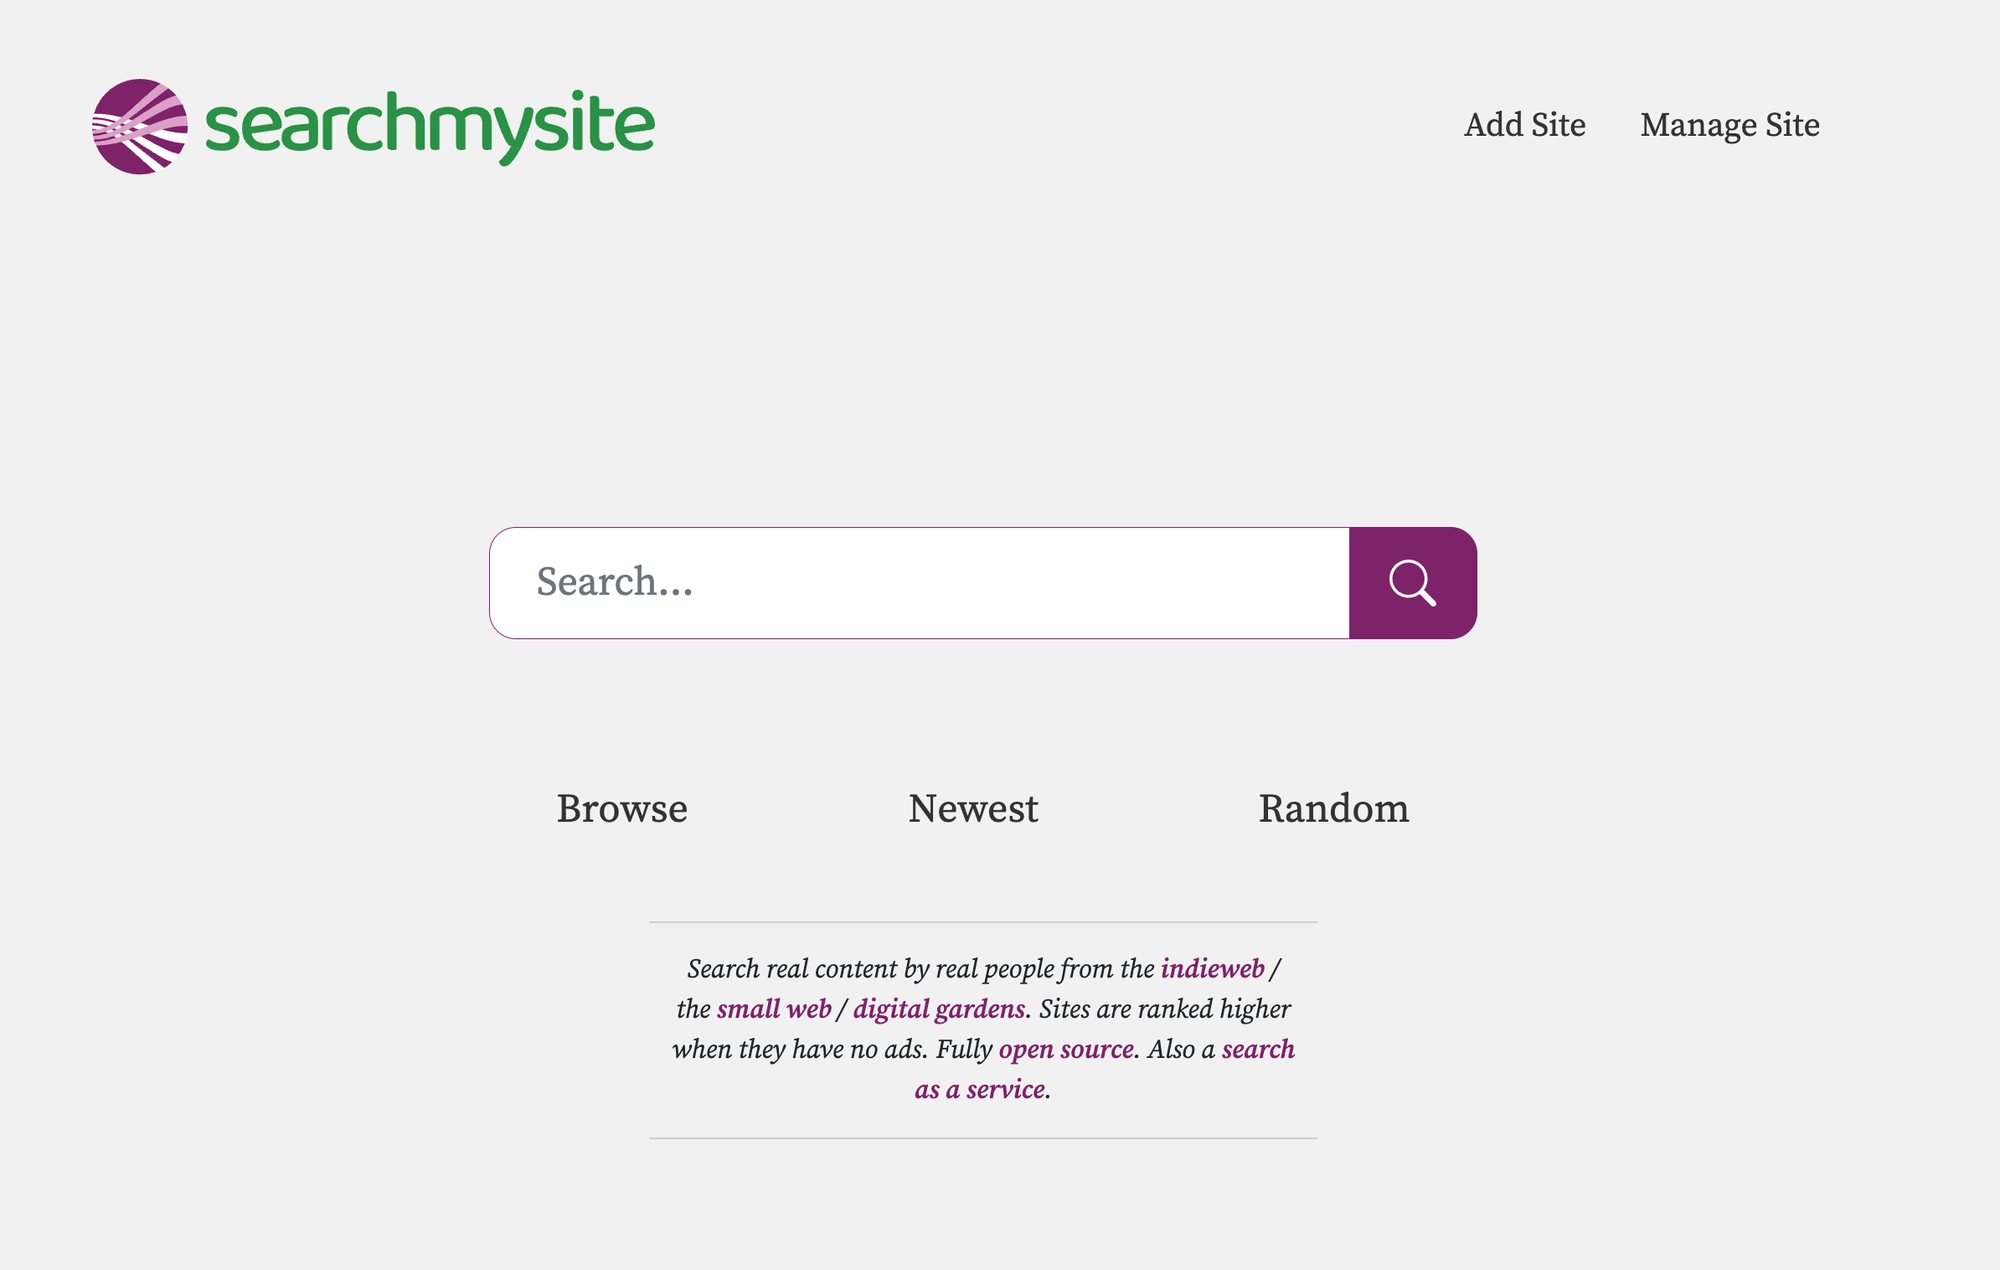 searchmysite
Add Site
Manage Site
Search...
Browse
Newest
Random
Search real content by real people from the indieweb /
the small web / digital gardens. Sites are ranked higher
when they have no ads. Fully open source. Also a search
as a service.